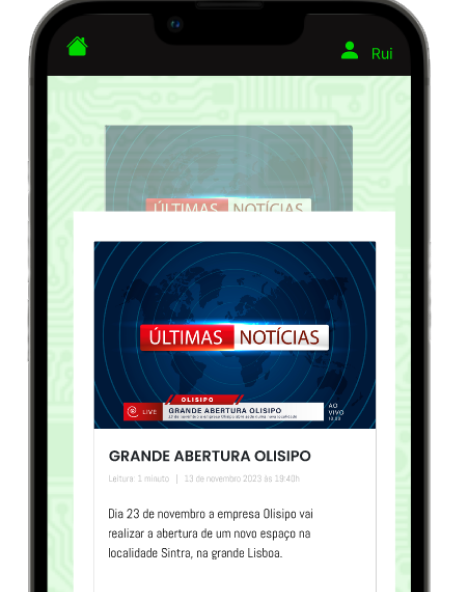 Rui
ÚLTIMAS NOTÍCIAS
ÚLTIMAS NOTÍCIAS
OLISIPO
LIVE GRANDE ABERTURA OLISIPO
AO
VIVO
GRANDE ABERTURA OLISIPO
Leitura: 1 minuto | 13 de novembro 2023 às 19:40h
Dia 23 de novembro a empresa Olisipo vai
realizar a abertura de um novo espaço na
localidade Sintra, na grande Lisboa.